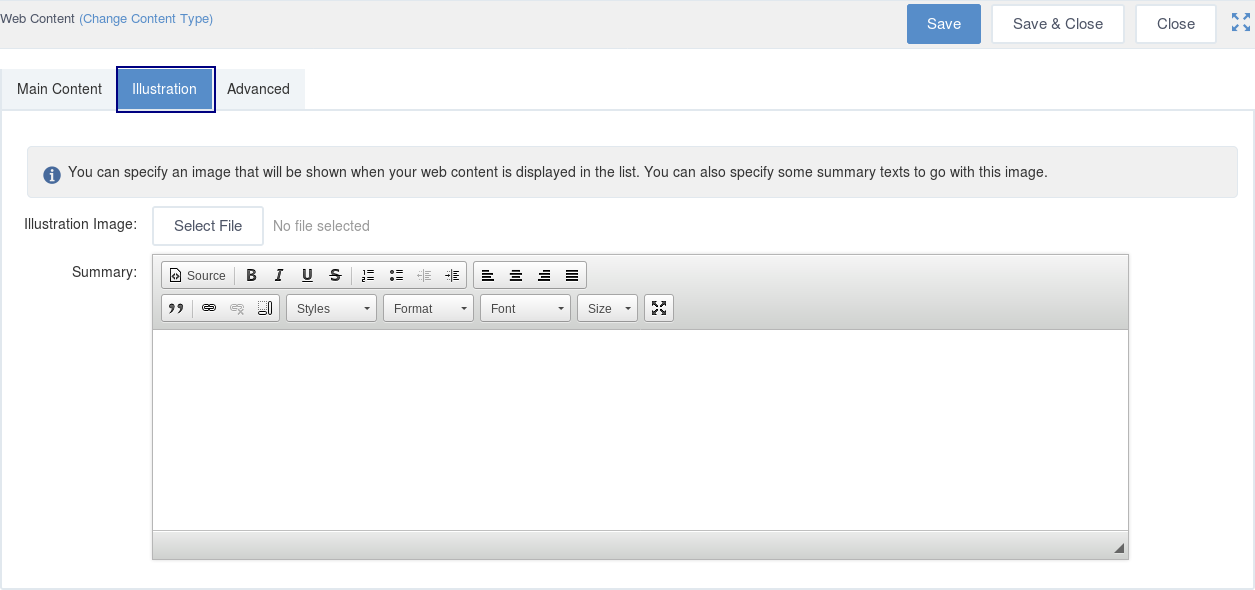 Web Content (Change Content Type)
Save
Save & Close
Close
Main Content
Illustration
Advanced
You can specify an image that will be shown when your web content is displayed in the list. You can also specify some summary texts to go with this image.
Illustration Image:
Select File
No file selected
Summary:
Source
Styles
Format
Font
Size